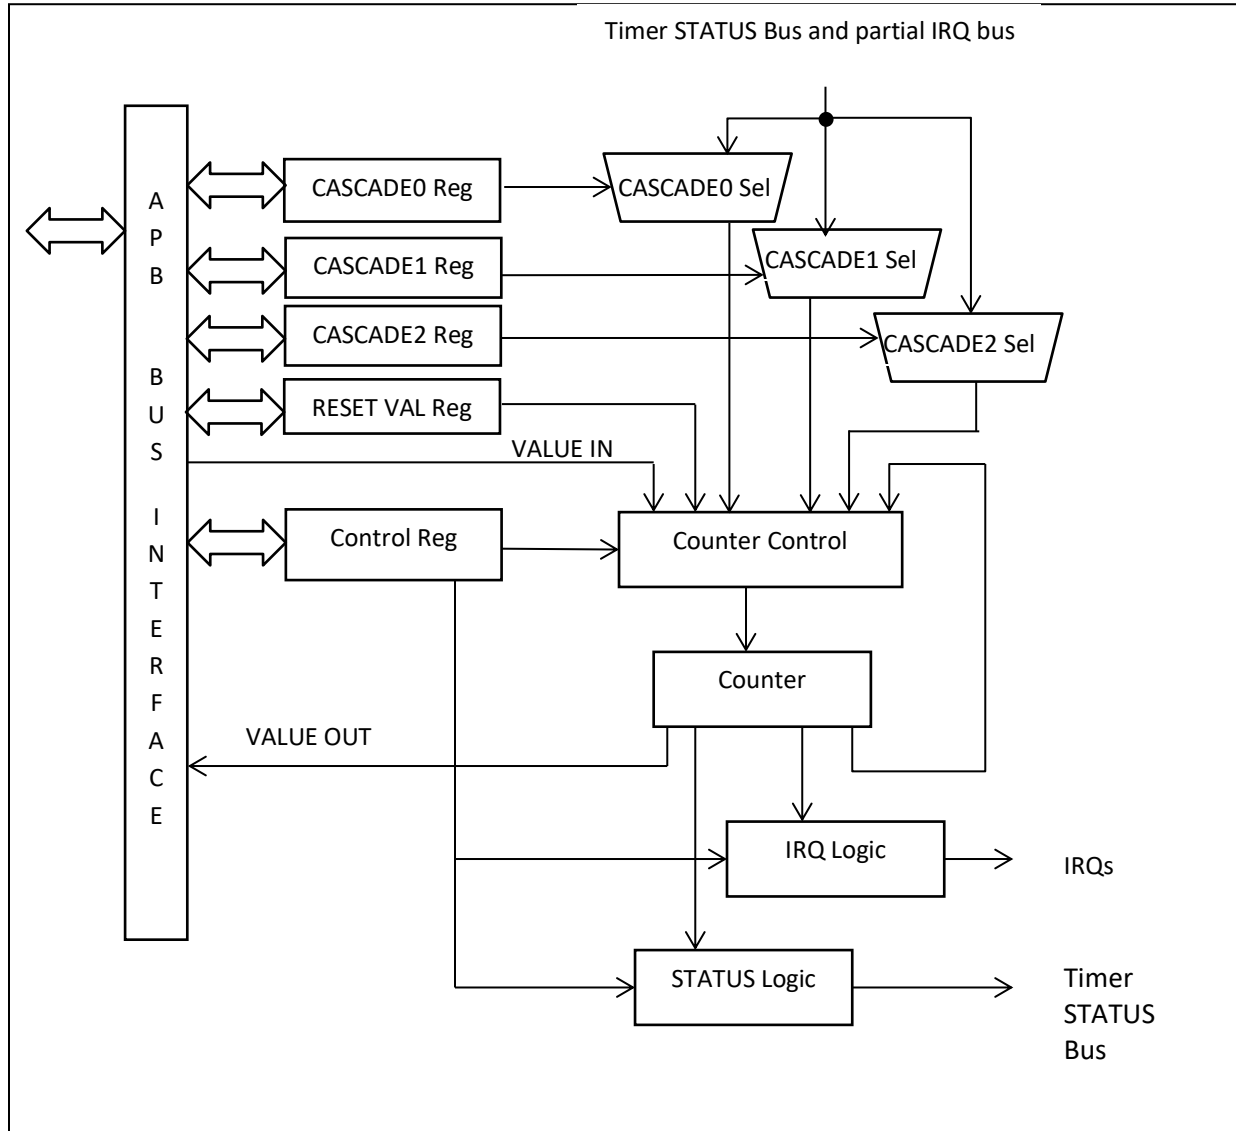 Timer STATUS Bus and partial IRQ bus
A
P
B
B
U
S
I
N
T
E
R
F
A
C
E
CASCADE0 Reg
CASCADE0 Sel
CASCADE1 Reg
CASCADE1 Sel
CASCADE2 Reg
CASCADE2 Sel
RESET VAL Reg
VALUE IN
Control Reg
Counter Control
Counter
VALUE OUT
IRQ Logic
IRQs
STATUS Logic
Timer
STATUS
Bus